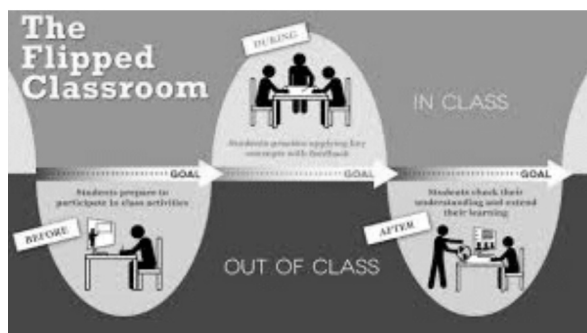 The
Flipped
Classroom
DURING
IN CLASS
Students practice applying key
concepts with feedback
GOAL
GOAL
GOAL
Students prepare to
participate in class activities
BEFORE
OUT OF CLASS
Students check their
understanding and extend
their learning
AFTER